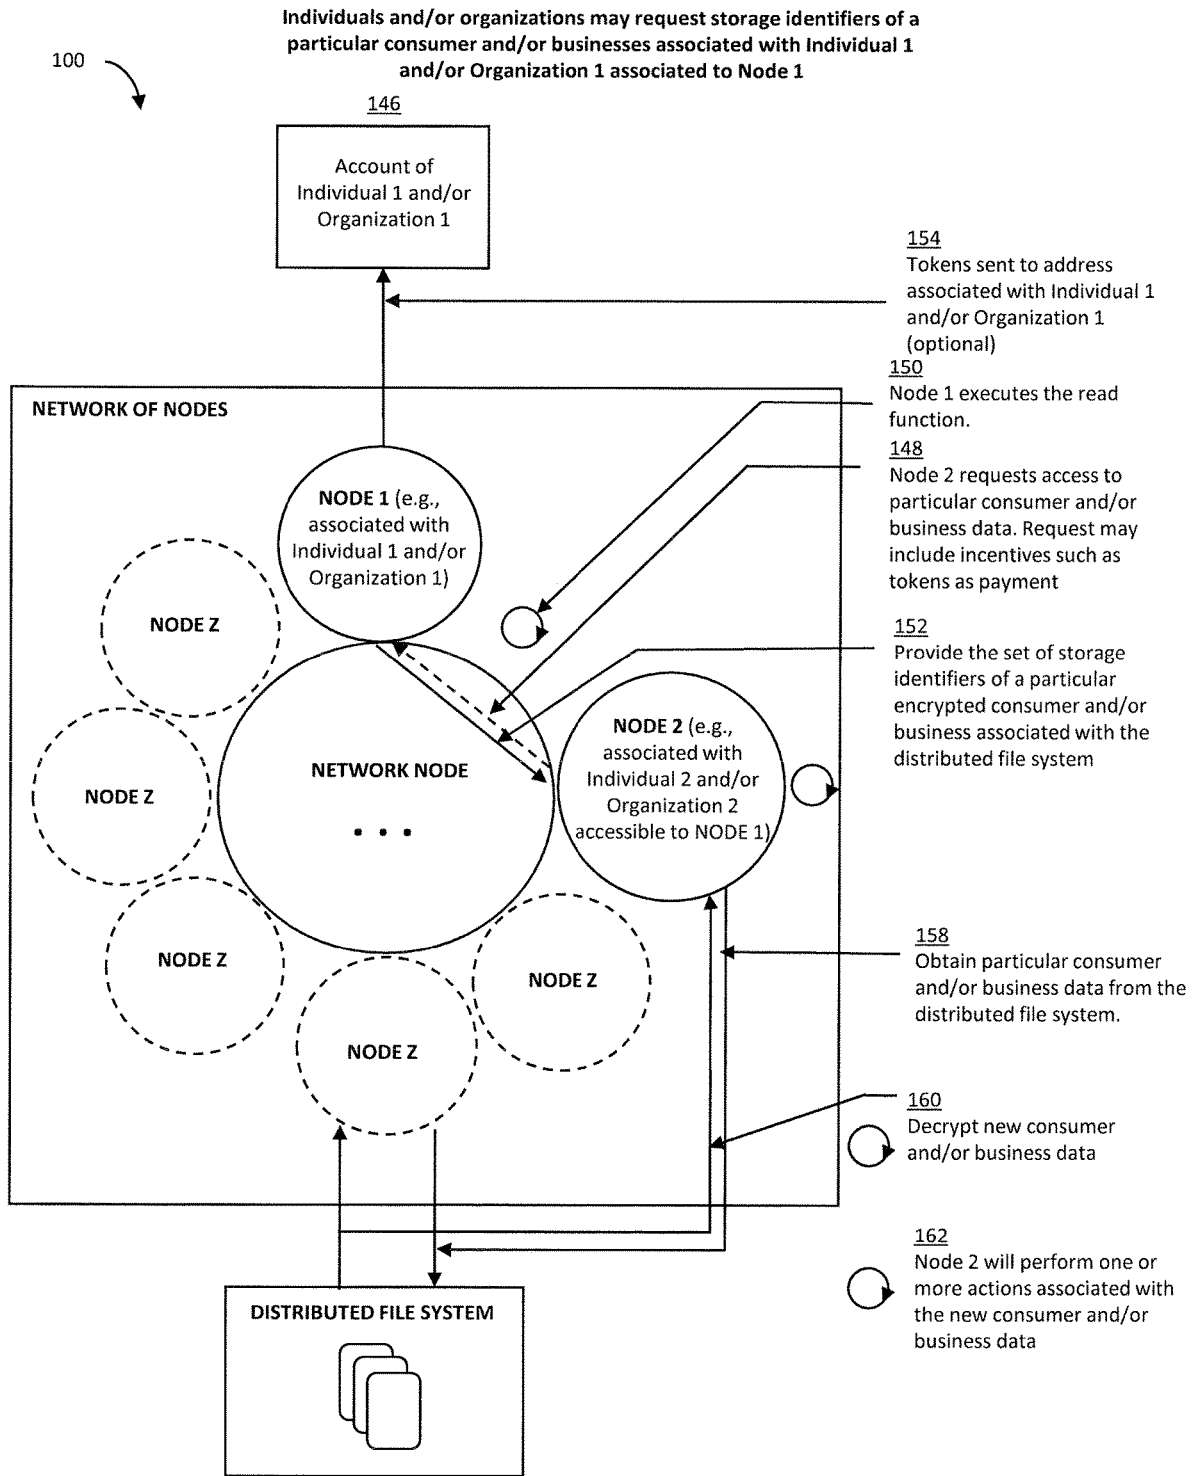 Individuals and/or organizations may request storage identifiers of a
particular consumer and/or businesses associated with Individual 1
and/or Organization 1 associated to Node 1
100
146
Account of
Individual 1 and/or
Organization 1
154
Tokens sent to address
associated with Individual 1
and/or Organization 1
(optional)
150
Node 1 executes the read
function.
148
Node 2 requests access to
particular consumer and/or
business data. Request may
include incentives such as
tokens as payment
152
Provide the set of storage
identifiers of a particular
encrypted consumer and/or
business associated with the
distributed file system
NETWORK OF NODES
NODE 1 (e.g.,
associated with
Individual 1 and/or
Organization 1)
NODE Z
NODE Z
NODE Z
NODE Z
NODE Z
NETWORK NODE
. . .
NODE 2 (e.g.,
associated with
Individual 2 and/or
Organization 2
accessible to NODE 1)
158
Obtain particular consumer
and/or business data from the
distributed file system.
160
Decrypt new consumer
and/or business data
162
Node 2 will perform one or
more actions associated with
the new consumer and/or
business data
DISTRIBUTED FILE SYSTEM